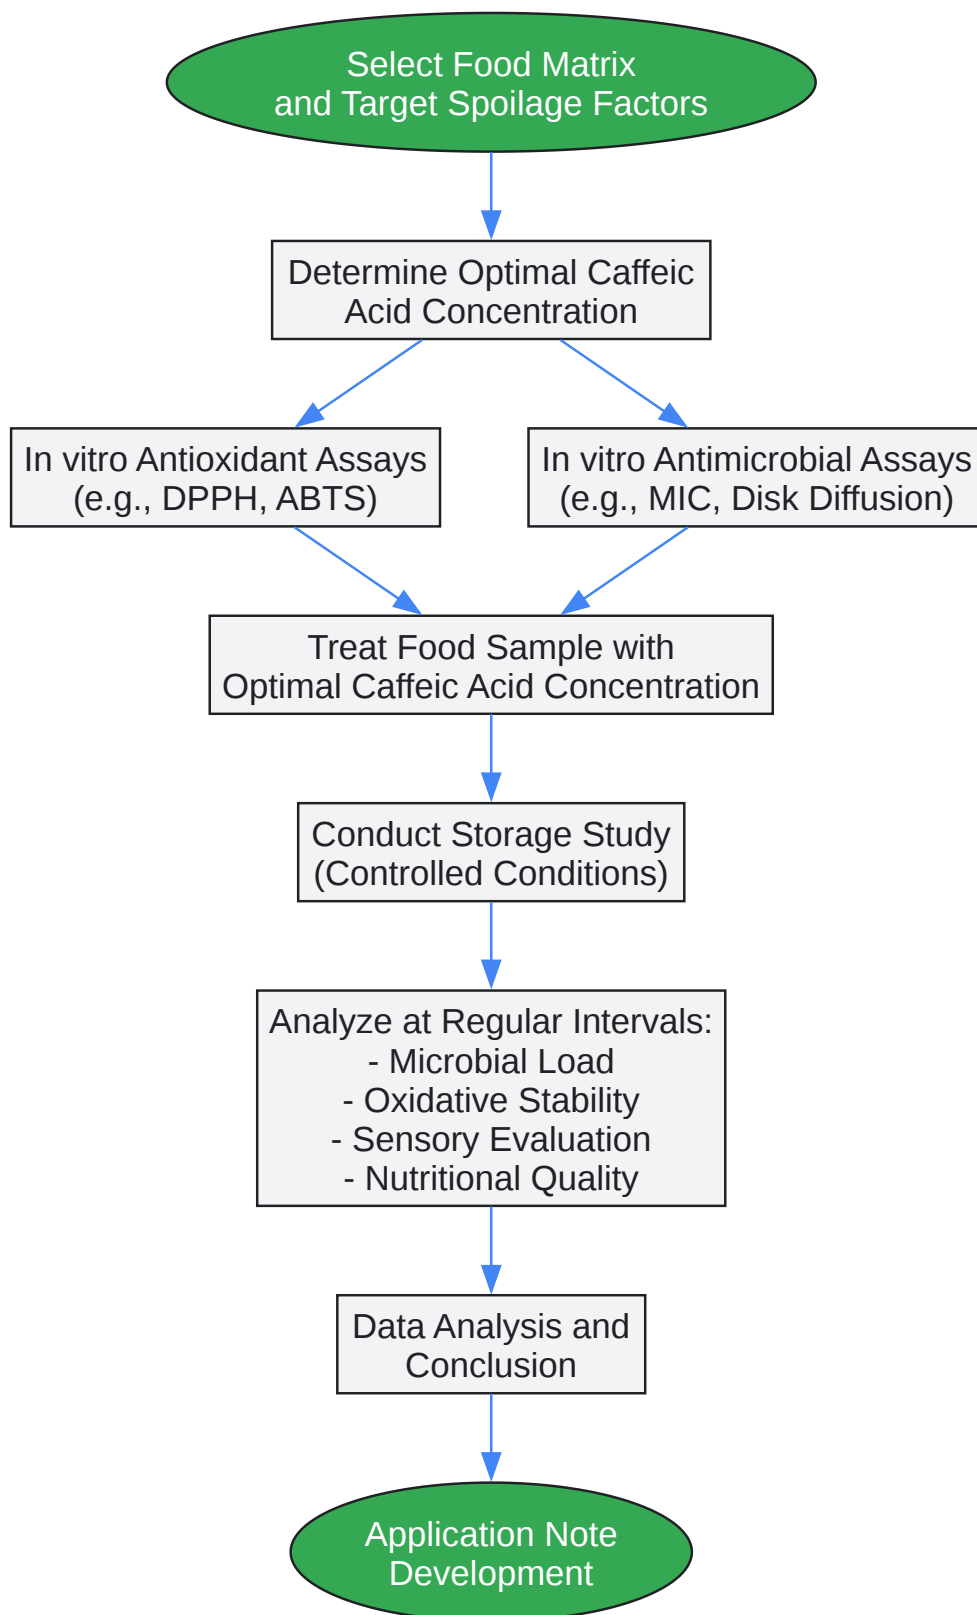 Select Food Matrix
and Target Spoilage Factors
Determine Optimal Caffeic
Acid Concentration
In vitro Antioxidant Assays
(e.g., DPPH, ABTS)
In vitro Antimicrobial Assays
(e.g., MIC, Disk Diffusion)
Treat Food Sample with
Optimal Caffeic Acid Concentration
Conduct Storage Study
(Controlled Conditions)
Analyze at Regular Intervals:
- Microbial Load
- Oxidative Stability
- Sensory Evaluation
- Nutritional Quality
Data Analysis and
Conclusion
Application Note
Development